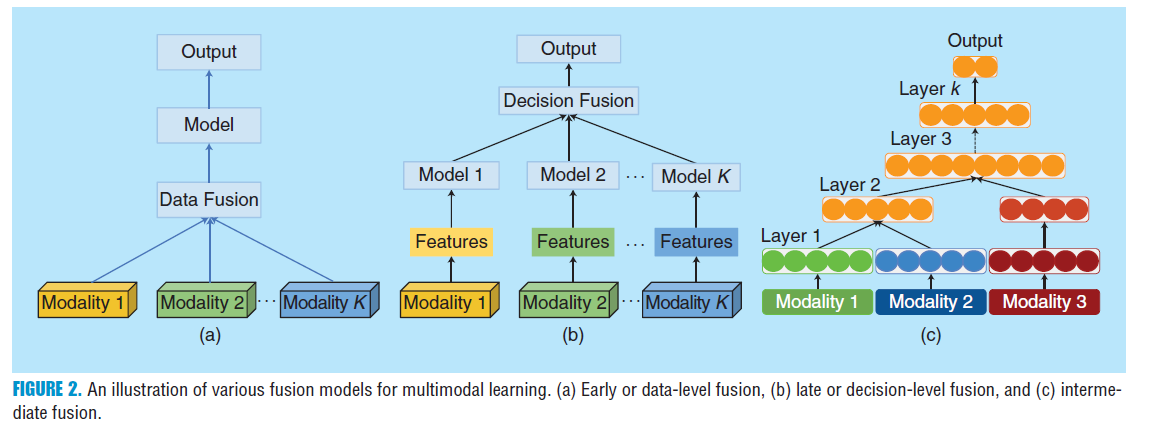 Output
Model
Data Fusion
Modality 1 Modality 2 ... Modality K
(a)
Output
Decision Fusion
Model 1 Model 2 ... Model K
Features Features ... Features
Modality 1 Modality 2 ... Modality K
(b)
Output
Layer k
Layer 3
Layer 2
Layer 1
Modality 1 Modality 2 Modality 3
(c)
FIGURE 2. An illustration of various fusion models for multimodal learning. (a) Early or data-level fusion, (b) late or decision-level fusion, and (c) interme-
diate fusion.